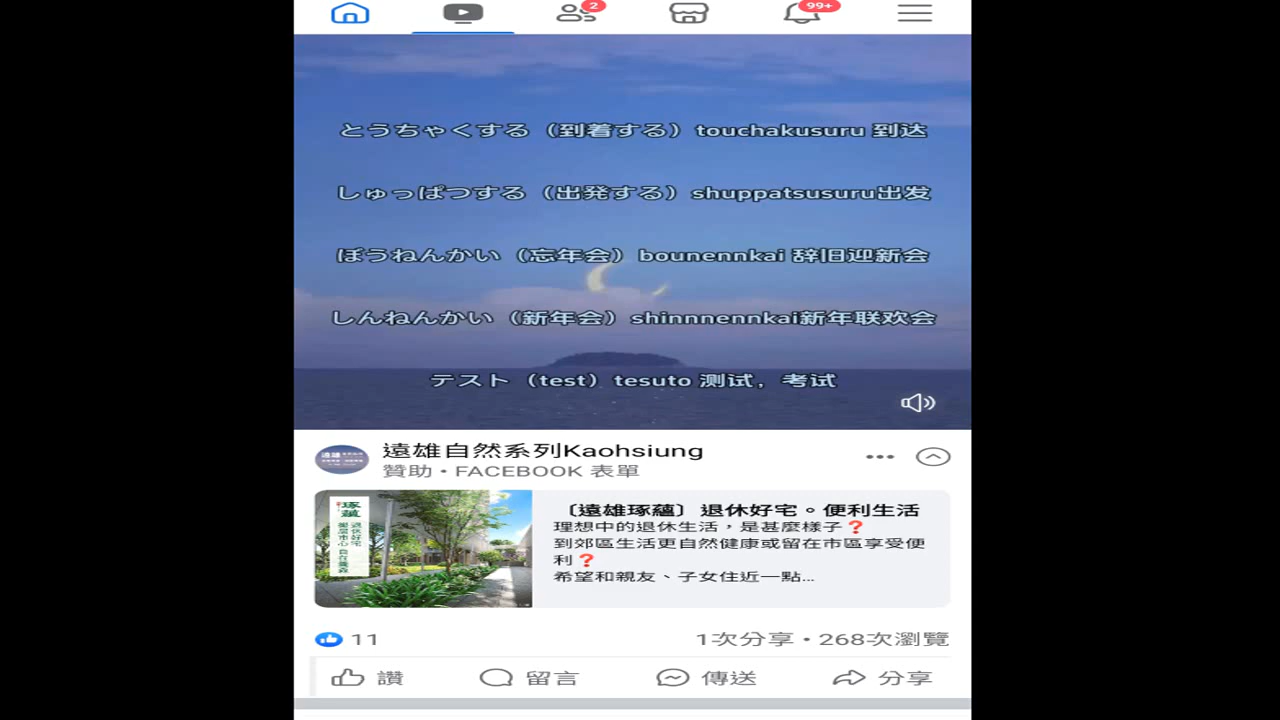 2
99+
とうちゃくする（到着する）touchakusuru 到达
しゅっぱつする（出発する）shuppatsusuru出发
ぼうねんかい（忘年会）bounennkai 辞旧迎新会
しんねんかい（新年会）shinnnennkai新年联欢会
テスト（test）tesuto 测试，考试
遠雄自然系列Kaohsiung
贊助・FACEBOOK 表單
琢蘊
退休好宅
〔遠雄琢蘊〕退休好宅。便利生活
理想中的退休生活，是甚麼樣子❓
到郊區生活更自然健康或留在市區享受便
利❓
希望和親友、子女住近一點...
11
1次分享・268次瀏覽
讚
留言
傳送
分享